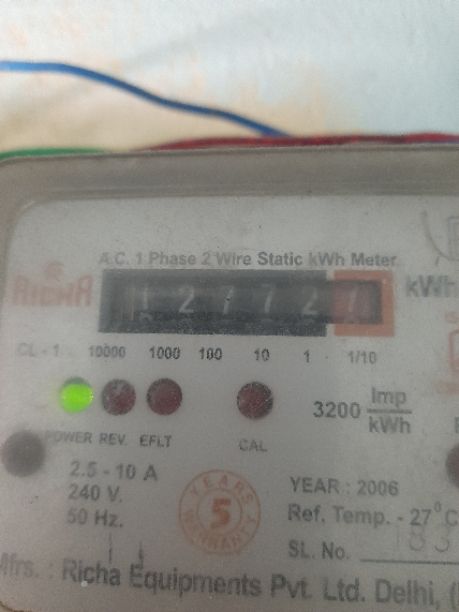 A.C. 1 Phase 2 Wire Static kWh Meter
RICHA
1 2 7 7 2 7
kWh
CL - 1 10000 1000 100 10 1 1/10
3200 Imp/kWh
POWER REV. EFLT CAL
2.5 - 10 A
240 V.
50 Hz.
5 YEARS WARRANTY
YEAR : 2006
Ref. Temp. - 27°C
SL. No. 183
Mfrs. : Richa Equipments Pvt. Ltd. Delhi, (